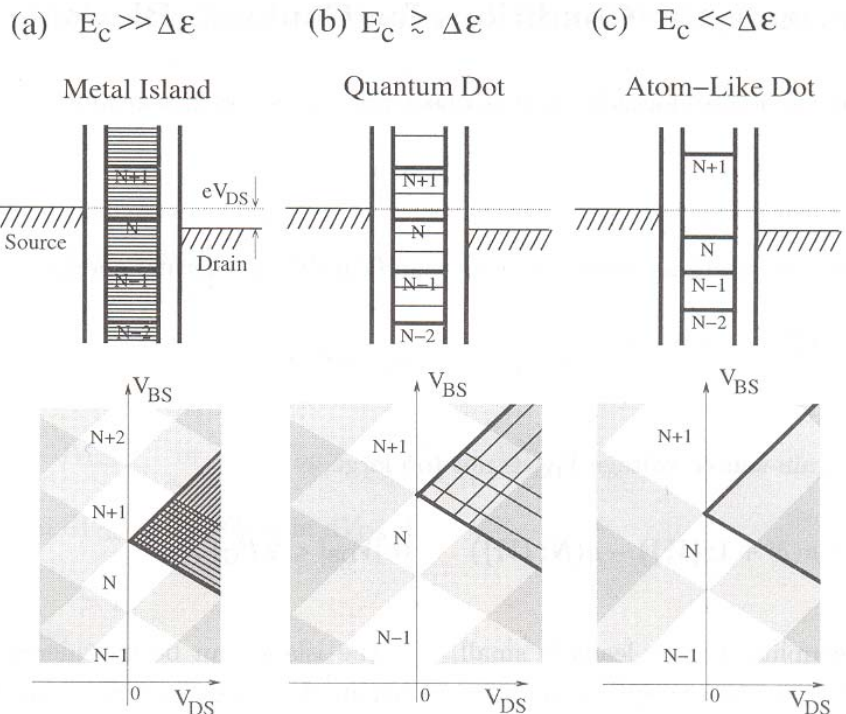 (a) E_c >> Δε
Metal Island
N+1
N
N−1
N−2
Source
eV_DS
Drain
V_BS
N+2
N+1
N
N−1
0
V_DS
(b) E_c ≳ Δε
Quantum Dot
N+1
N
N−1
N−2
V_BS
N+1
N
N−1
0
V_DS
(c) E_c << Δε
Atom−Like Dot
N+1
N
N−1
N−2
V_BS
N+1
N
N−1
0
V_DS